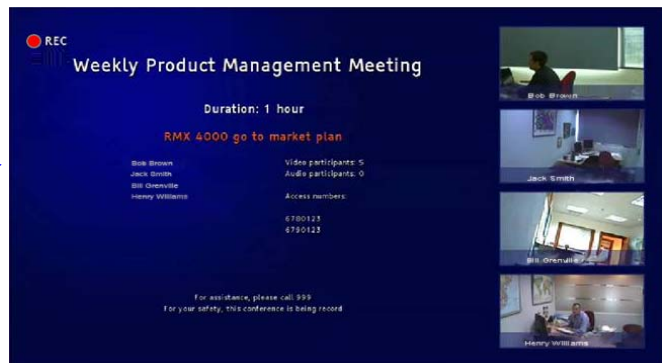 REC
Weekly Product Management Meeting
Duration: 1 hour
RMX 4000 go to market plan
Bob Brown
Jack Smith
Bill Grenville
Henry Williams
Video participants: 5
Audio participants: 0
Access numbers:
6780123
6790123
For assistance, please call 999
For your safety, this conference is being record
Bob Brown
Jack Smith
Bill Grenville
Henry Williams